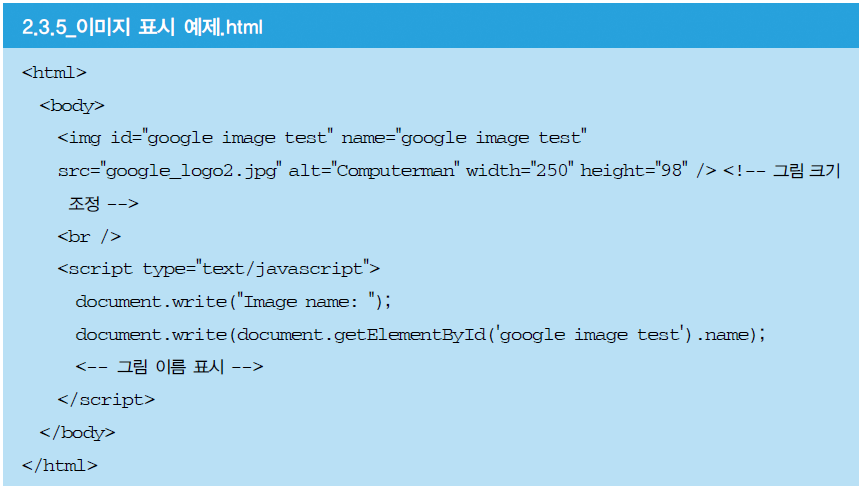 2.3.5_이미지 표시 예제.html
<html>
<body>
<img id="google image test" name="google image test"
src="google_logo2.jpg" alt="Computerman" width="250" height="98" /> <!-- 그림 크기
조정 -->
<br />
<script type="text/javascript">
document.write("Image name: ");
document.write(document.getElementById('google image test').name);
<-- 그림 이름 표시 -->
</script>
</body>
</html>